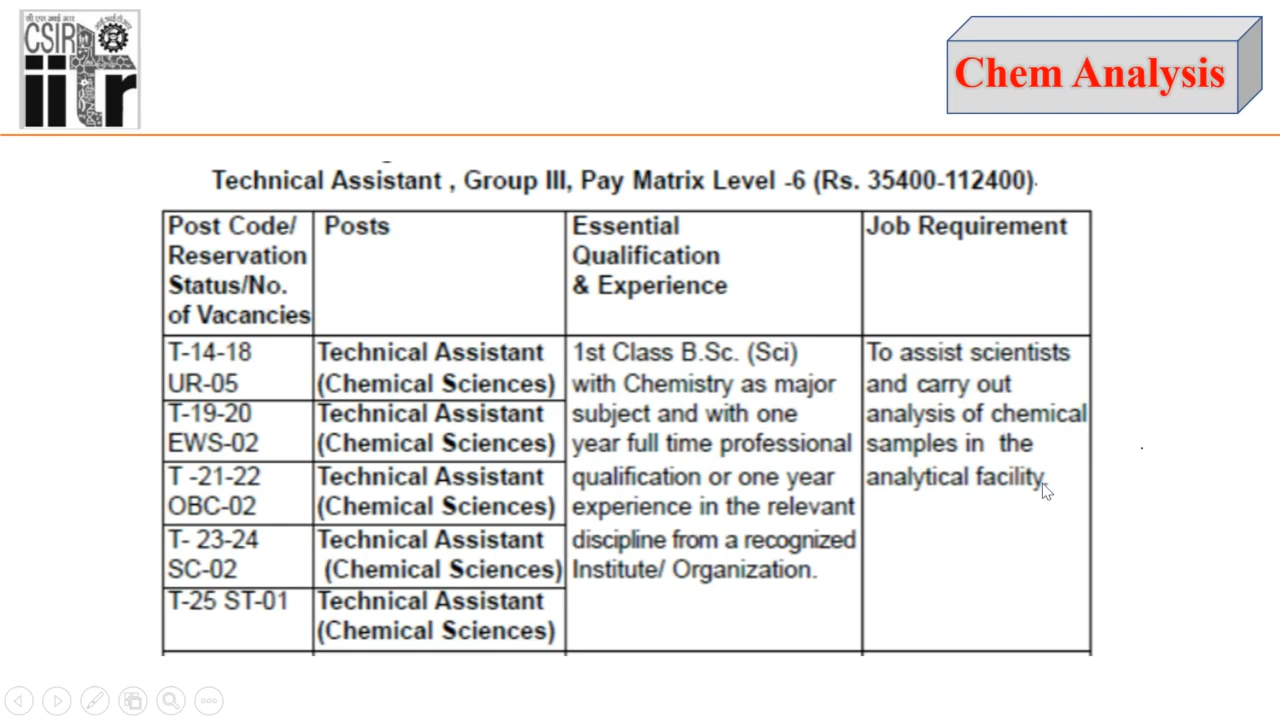 CSIR
iitr
Chem Analysis
Technical Assistant , Group III, Pay Matrix Level -6 (Rs. 35400-112400)
Post Code/
Reservation
Status/No.
of Vacancies
Posts
Essential
Qualification
& Experience
Job Requirement
T-14-18
UR-05
Technical Assistant
(Chemical Sciences)
T-19-20
EWS-02
Technical Assistant
(Chemical Sciences)
T -21-22
OBC-02
Technical Assistant
(Chemical Sciences)
T- 23-24
SC-02
Technical Assistant
(Chemical Sciences)
T-25 ST-01
Technical Assistant
(Chemical Sciences)
1st Class B.Sc. (Sci)
with Chemistry as major
subject and with one
year full time professional
qualification or one year
experience in the relevant
discipline from a recognized
Institute/ Organization.
To assist scientists
and carry out
analysis of chemical
samples in the
analytical facility.